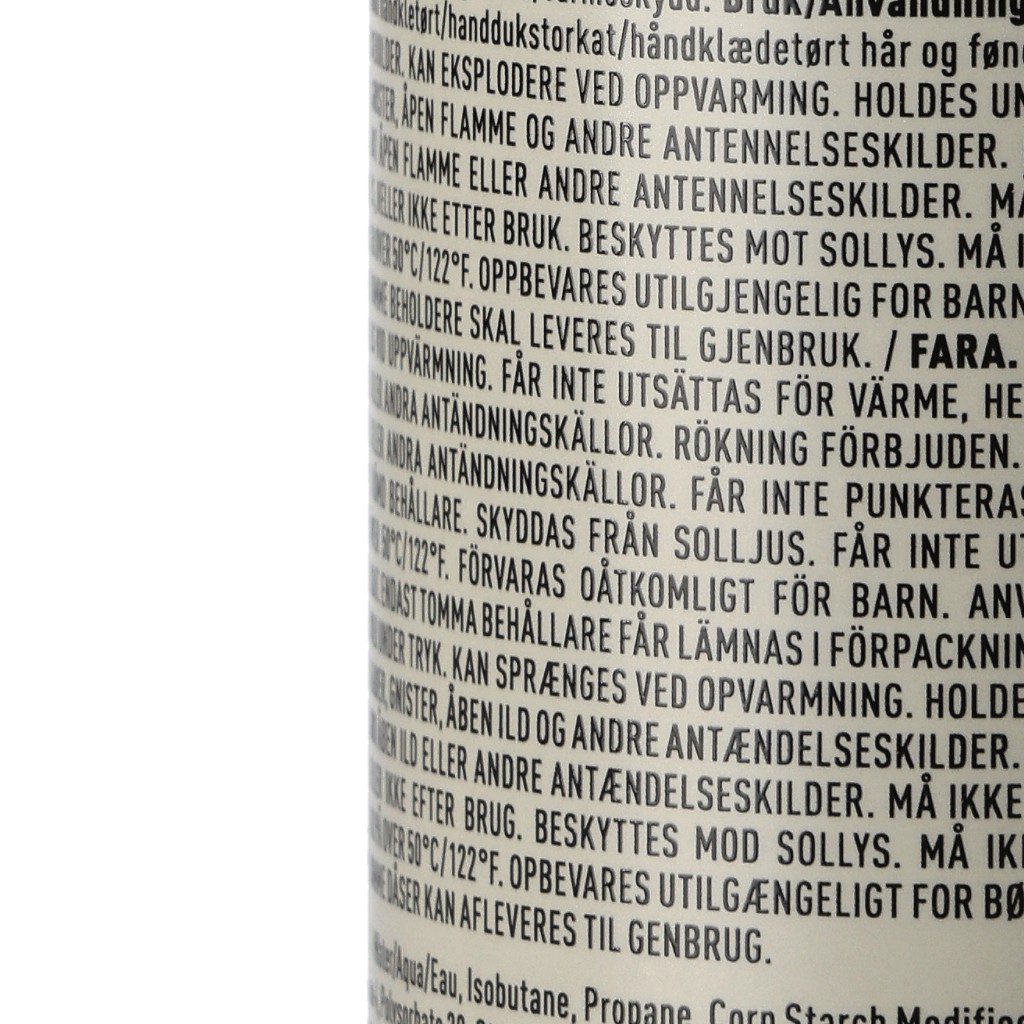 Bruk/Användning
handkletørt/handdukstorkat/håndklædetørt hår og føn
KAN EKSPLODERE VED OPPVARMING. HOLDES
ÅPEN FLAMME OG ANDRE ANTENNELSESKILDER.
ÅPEN FLAMME ELLER ANDRE ANTENNELSESKILDER. MÅ
HELLER IKKE ETTER BRUK. BESKYTTES MOT SOLLYS. MÅ
50°C/122°F. OPPBEVARES UTILGJENGELIG FOR BARN
BEHOLDERE SKAL LEVERES TIL GJENBRUK. / FARA.
UPPVÄRMNING. FÅR INTE UTSÄTTAS FÖR VÄRME, HE
ANDRA ANTÄNDNINGSKÄLLOR. RÖKNING FÖRBJUDEN.
ANDRA ANTÄNDNINGSKÄLLOR. FÅR INTE PUNKTERAS
BEHÅLLARE. SKYDDAS FRÅN SOLLJUS. FÅR INTE UT
50°C/122°F. FÖRVARAS OÅTKOMLIGT FÖR BARN. ANV
ENDAST TOMMA BEHÅLLARE FÅR LÄMNAS I FÖRPACKNIN
UNDER TRYK. KAN SPRÆNGES VED OPVARMNING. HOLDE
GNISTER, ÅBEN ILD OG ANDRE ANTÆNDELSESKILDER.
ÅBEN ILD ELLER ANDRE ANTÆNDELSESKILDER. MÅ IKKE
IKKE EFTER BRUG. BESKYTTES MOD SOLLYS. MÅ IK
OVER 50°C/122°F. OPBEVARES UTILGÆNGELIGT FOR BØ
DÅSER KAN AFLEVERES TIL GENBRUG.
Water/Aqua/Eau, Isobutane, Propane, Corn Starch Modified
Polysorbate 20,